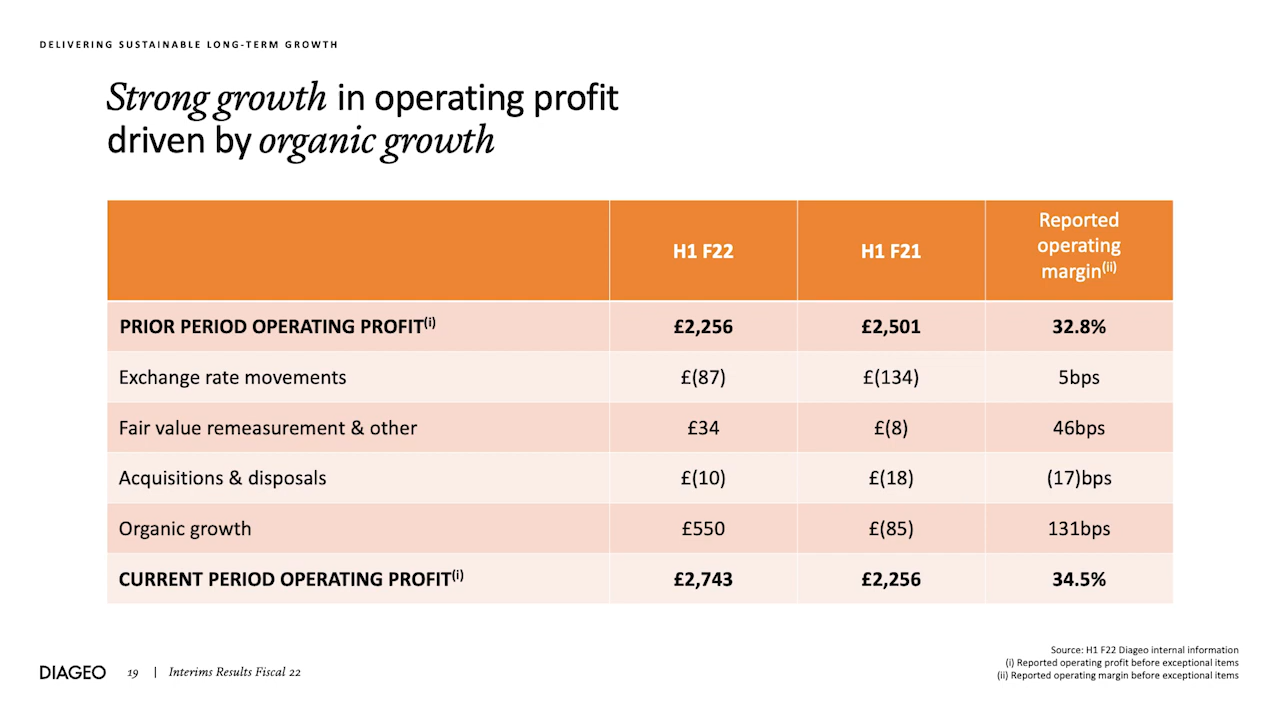 DELIVERING SUSTAINABLE LONG-TERM GROWTH
Strong growth in operating profit
driven by organic growth
H1 F22 H1 F21 Reported operating margin(ii)
PRIOR PERIOD OPERATING PROFIT(i) £2,256 £2,501 32.8%
Exchange rate movements £(87) £(134) 5bps
Fair value remeasurement & other £34 £(8) 46bps
Acquisitions & disposals £(10) £(18) (17)bps
Organic growth £550 £(85) 131bps
CURRENT PERIOD OPERATING PROFIT(i) £2,743 £2,256 34.5%
Source: H1 F22 Diageo internal information
(i) Reported operating profit before exceptional items
(ii) Reported operating margin before exceptional items
DIAGEO 19 | Interims Results Fiscal 22